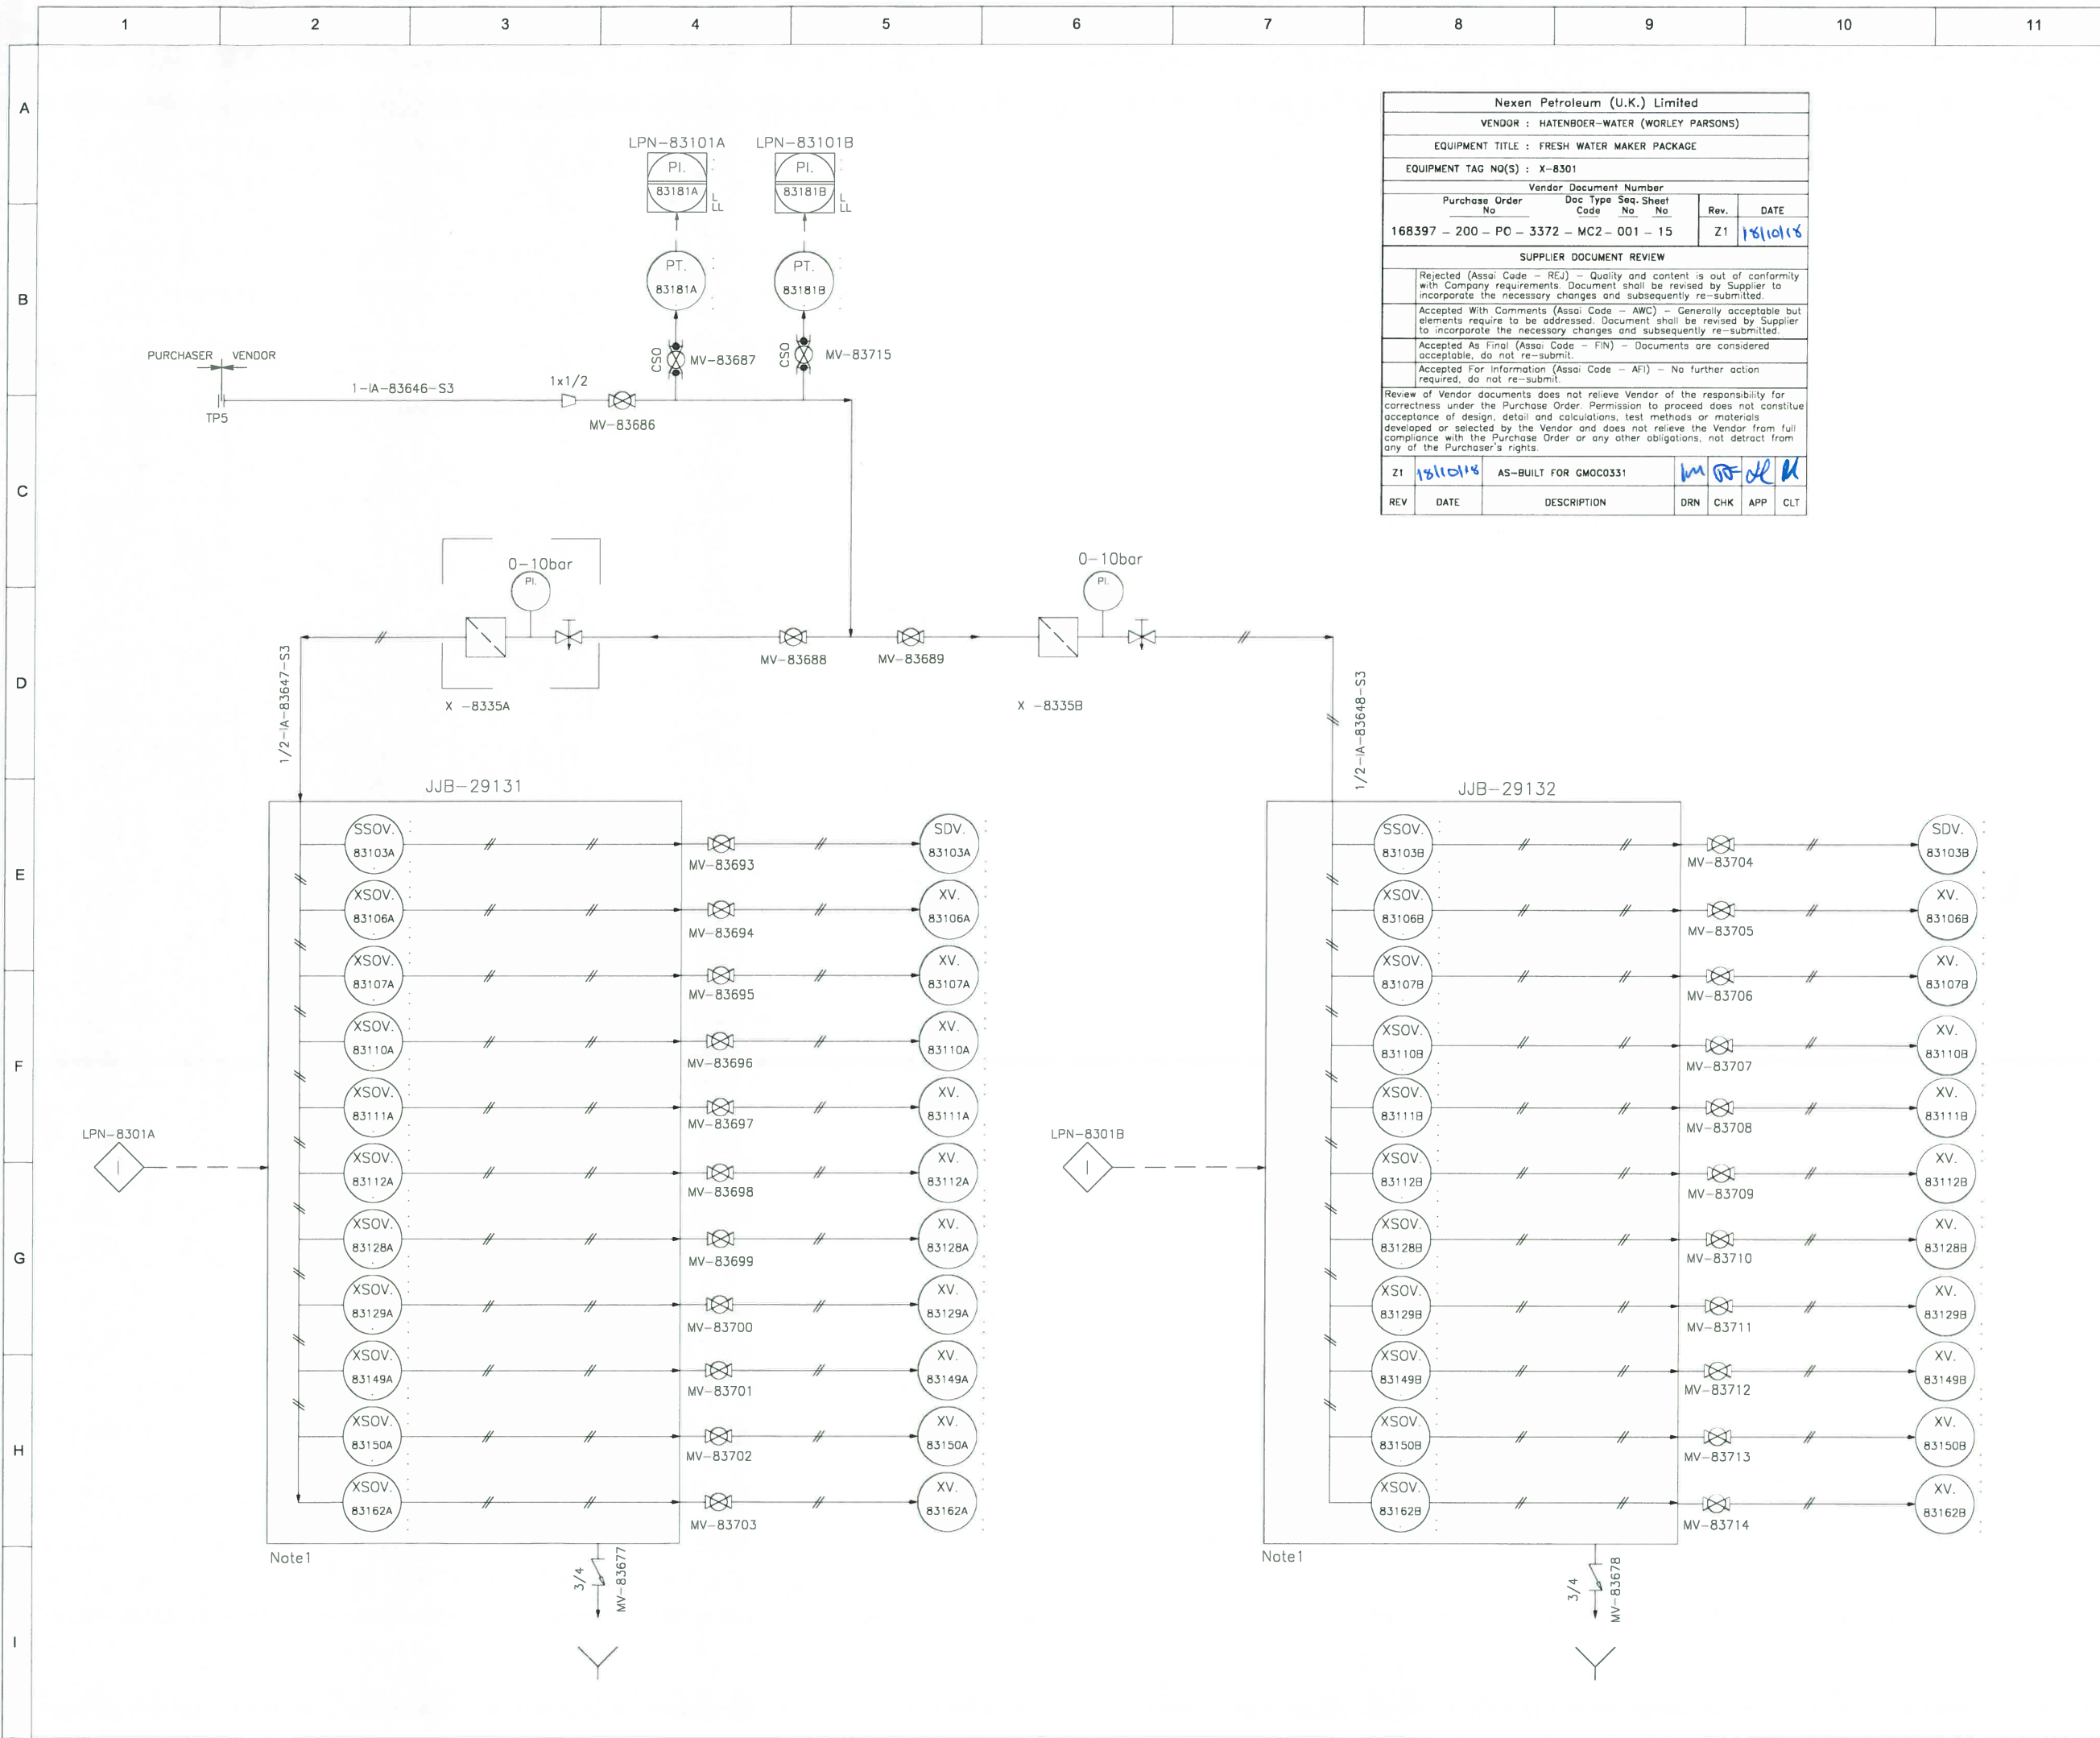 1 2 3 4 5 6 7 8 9 10 11
A
B
C
D
E
F
G
H
I
Nexen Petroleum (U.K.) Limited
VENDOR : HATENBOER-WATER (WORLEY PARSONS)
EQUIPMENT TITLE : FRESH WATER MAKER PACKAGE
EQUIPMENT TAG NO(S) : X-8301
Vendor Document Number
Purchase Order No Doc Type Code Seq. No Sheet No Rev. DATE
168397 - 200 - PO - 3372 - MC2 - 001 - 15 Z1 18/10/18
SUPPLIER DOCUMENT REVIEW
Rejected (Assai Code - REJ) - Quality and content is out of conformity
with Company requirements. Document shall be revised by Supplier to
incorporate the necessary changes and subsequently re-submitted.
Accepted With Comments (Assai Code - AWC) - Generally acceptable but
elements require to be addressed. Document shall be revised by Supplier
to incorporate the necessary changes and subsequently re-submitted.
Accepted As Final (Assai Code - FIN) - Documents are considered
acceptable, do not re-submit.
Accepted For Information (Assai Code - AFI) - No further action
required, do not re-submit.
Review of Vendor documents does not relieve Vendor of the responsibility for
correctness under the Purchase Order. Permission to proceed does not constitue
acceptance of design, detail and calculations, test methods or materials
developed or selected by the Vendor and does not relieve the Vendor from full
compliance with the Purchase Order or any other obligations, not detract from
any of the Purchaser's rights.
Z1 18/10/18 AS-BUILT FOR GMOC0331
REV DATE DESCRIPTION DRN CHK APP CLT
LPN-83101A LPN-83101B
PI. 83181A L LL
PI. 83181B L LL
PT. 83181A
PT. 83181B
CSO MV-83687
CSO MV-83715
PURCHASER VENDOR
TP5
1-IA-83646-S3
1x1/2
MV-83686
0-10bar
PI.
X -8335A
MV-83688
MV-83689
0-10bar
PI.
X -8335B
1/2-IA-83647-S3
1/2-IA-83648-S3
JJB-29131
SSOV. 83103A MV-83693 SDV. 83103A
XSOV. 83106A MV-83694 XV. 83106A
XSOV. 83107A MV-83695 XV. 83107A
XSOV. 83110A MV-83696 XV. 83110A
XSOV. 83111A MV-83697 XV. 83111A
XSOV. 83112A MV-83698 XV. 83112A
XSOV. 83128A MV-83699 XV. 83128A
XSOV. 83129A MV-83700 XV. 83129A
XSOV. 83149A MV-83701 XV. 83149A
XSOV. 83150A MV-83702 XV. 83150A
XSOV. 83162A MV-83703 XV. 83162A
LPN-8301A
I
Note1
3/4
MV-83677
JJB-29132
SSOV. 83103B MV-83704 SDV. 83103B
XSOV. 83106B MV-83705 XV. 83106B
XSOV. 83107B MV-83706 XV. 83107B
XSOV. 83110B MV-83707 XV. 83110B
XSOV. 83111B MV-83708 XV. 83111B
XSOV. 83112B MV-83709 XV. 83112B
XSOV. 83128B MV-83710 XV. 83128B
XSOV. 83129B MV-83711 XV. 83129B
XSOV. 83149B MV-83712 XV. 83149B
XSOV. 83150B MV-83713 XV. 83150B
XSOV. 83162B MV-83714 XV. 83162B
LPN-8301B
I
Note1
3/4
MV-83678